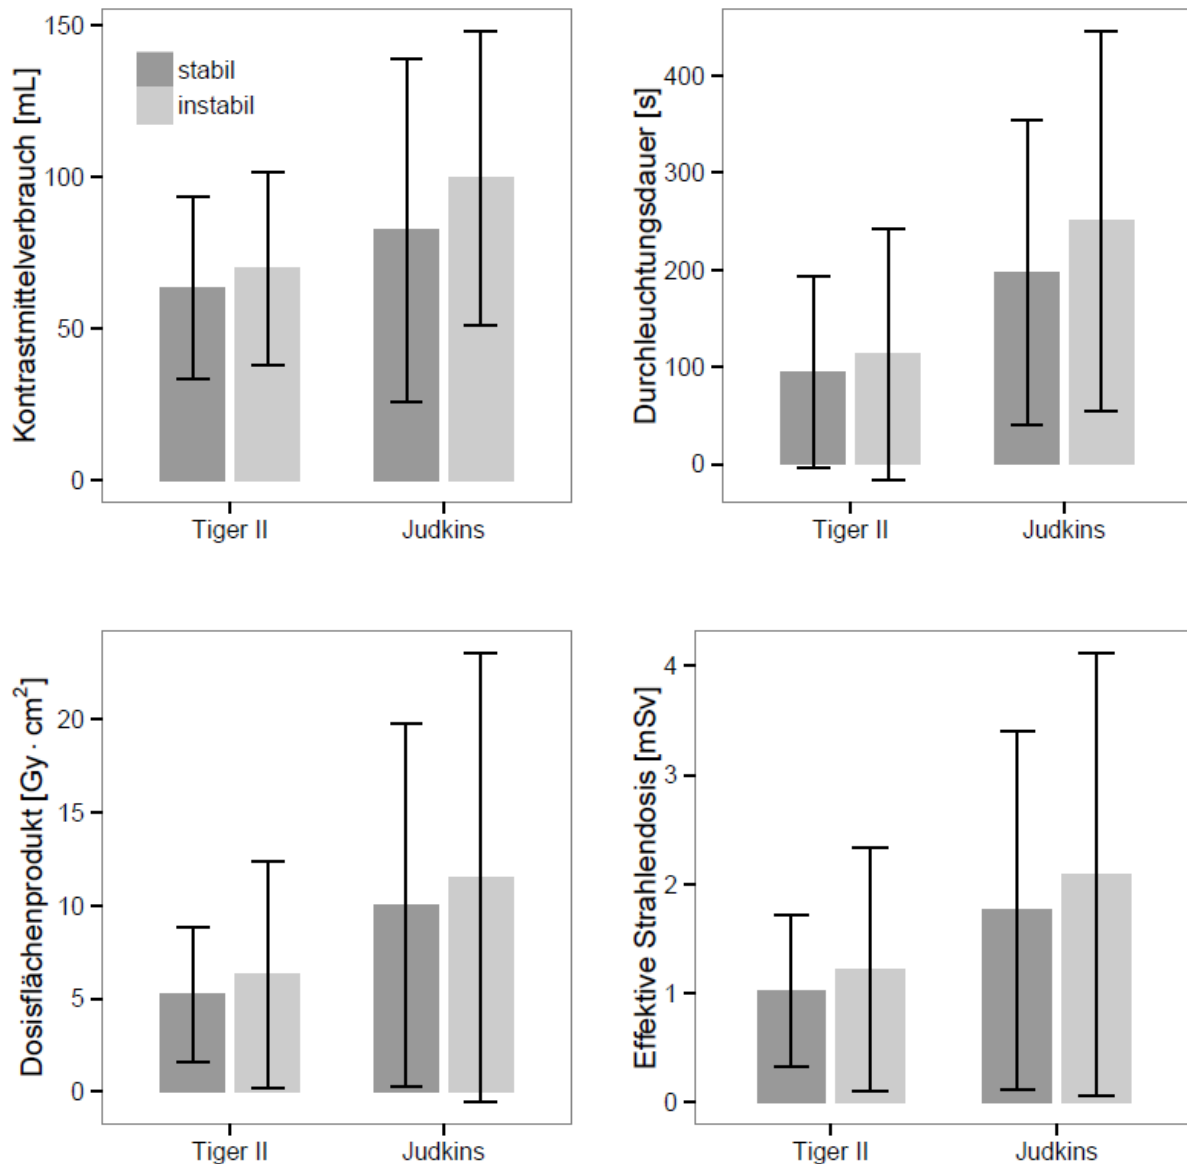 Kontrastmittelverbrauch [mL]
150
100
50
0
stabil
instabil
Tiger II
Judkins
Durchleuchtungsdauer [s]
400
300
200
100
0
Tiger II
Judkins
Dosisflächenprodukt [Gy · cm²]
20
15
10
5
0
Tiger II
Judkins
Effektive Strahlendosis [mSv]
4
3
2
1
0
Tiger II
Judkins